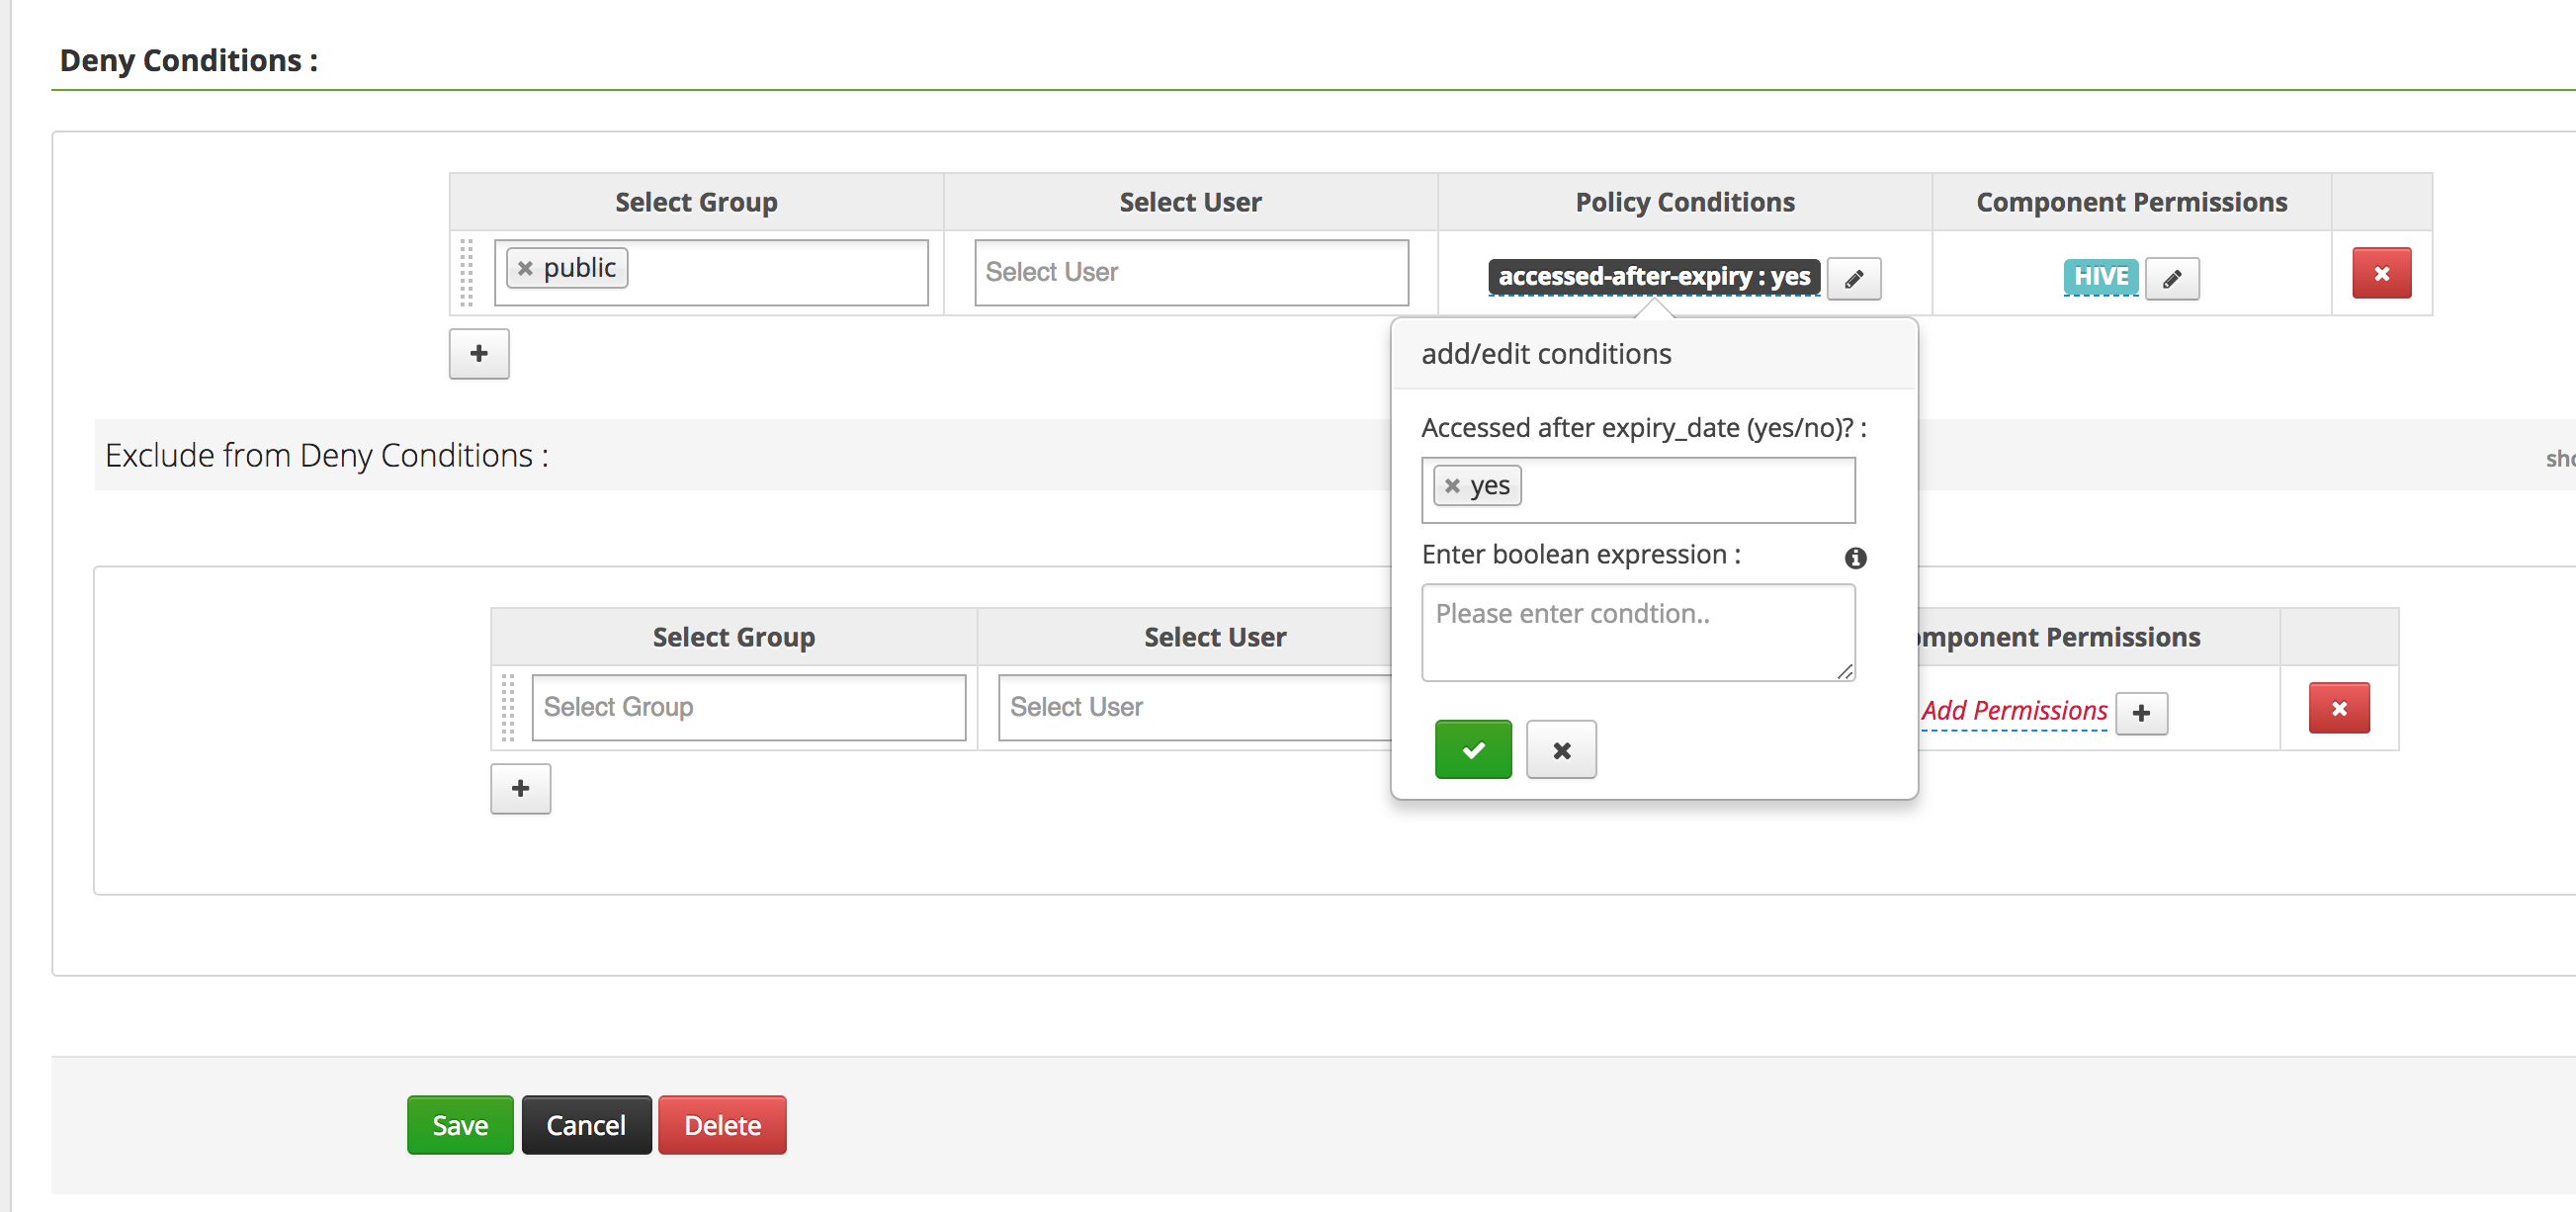 Deny Conditions :
Select Group Select User Policy Conditions Component Permissions
public Select User accessed-after-expiry : yes HIVE
add/edit conditions
Accessed after expiry_date (yes/no)? :
Exclude from Deny Conditions :
yes
Enter boolean expression :
Please enter condtion..
Select Group Select User Permissions
Select Group Select User Add Permissions
Save Cancel Delete